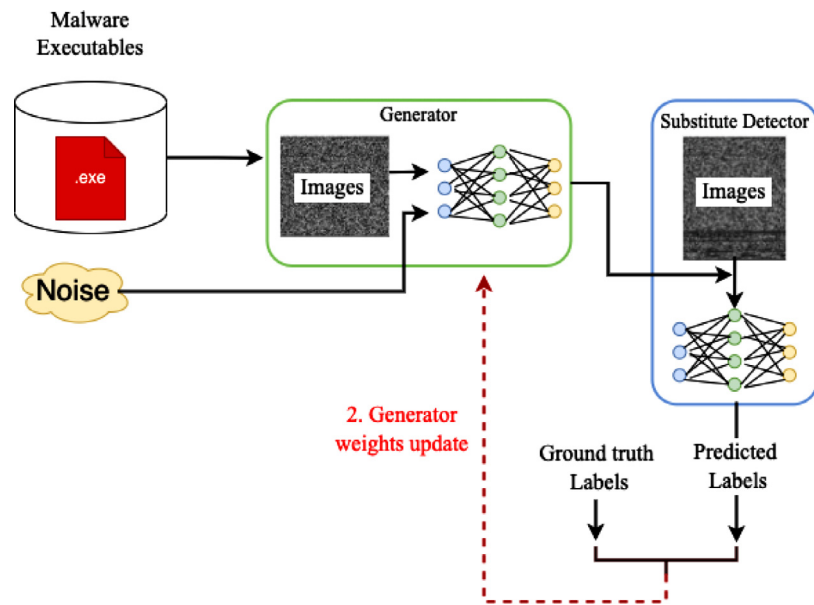 Malware
Executables
.exe
Noise
Generator
Images
Substitute Detector
Images
2. Generator
weights update
Ground truth
Labels
Predicted
Labels